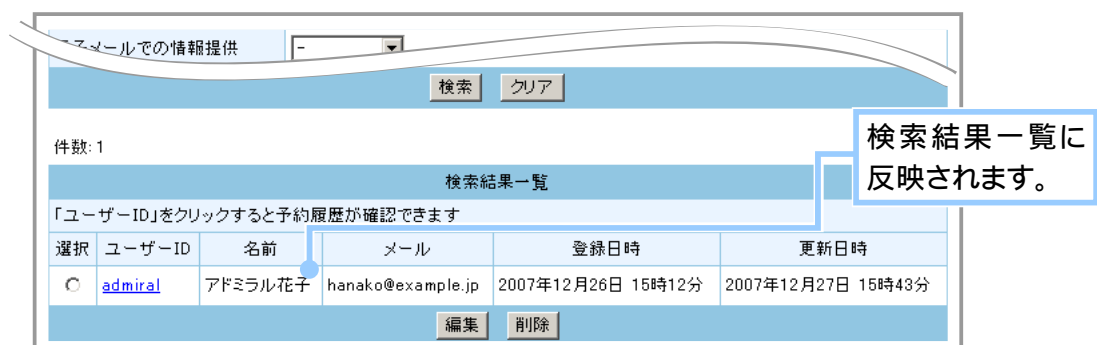 メールでの情報提供 -
検索 クリア
件数: 1
検索結果一覧に
反映されます。
検索結果一覧
「ユーザーID」をクリックすると予約履歴が確認できます
選択 ユーザーID 名前 メール 登録日時 更新日時
admiral アドミラル花子 hanako@example.jp 2007年12月26日 15時12分 2007年12月27日 15時43分
編集 削除